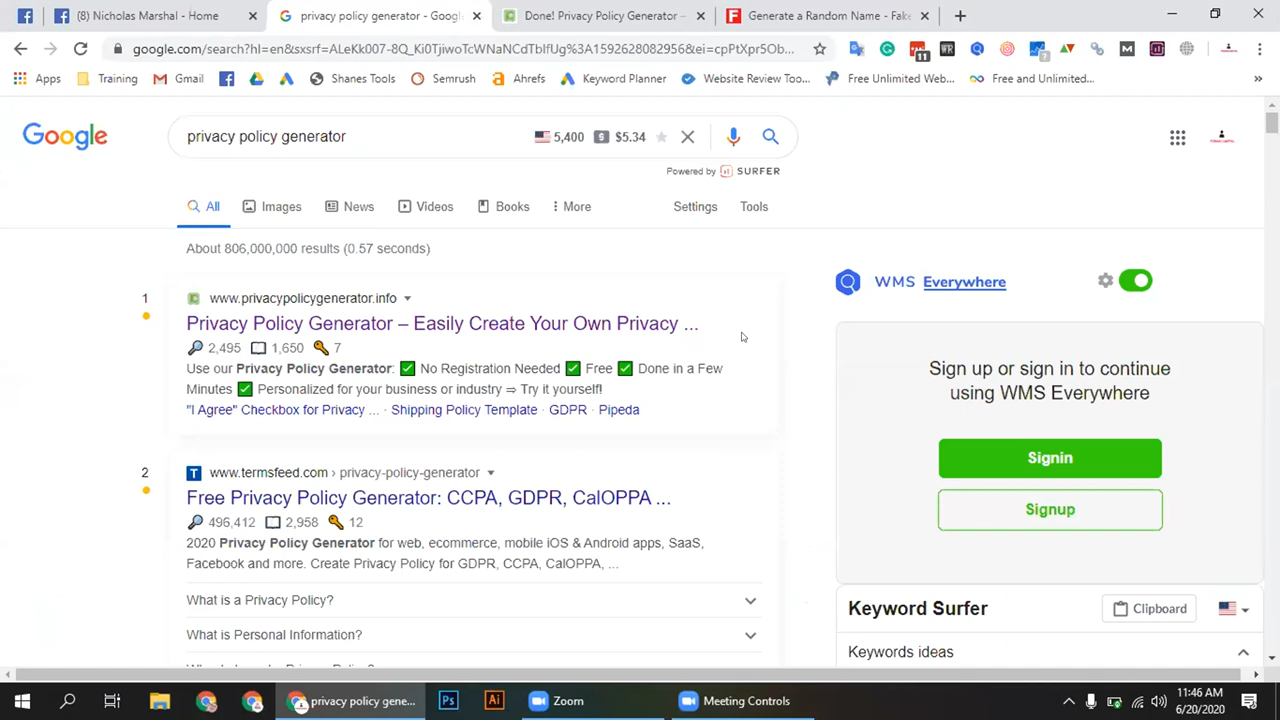 (8) Nicholas Marshal - Home
privacy policy generator - Googl
Done! Privacy Policy Generator –
Generate a Random Name - Fak
google.com/search?hl=en&sxsrf=ALeKk007-8Q_Ki0TjiwoTcWNaNCdTbIfUg%3A1592628082956&ei=cpPtXpr5Ob...
11
WR
?
M
Apps
Training
Gmail
Shanes Tools
Semrush
Ahrefs
Keyword Planner
Website Review Too...
Free Unlimited Web...
Free and Unlimited...
»
Google
privacy policy generator
5,400
$5.34
Powered by SURFER
All
Images
News
Videos
Books
More
Settings
Tools
About 806,000,000 results (0.57 seconds)
1
www.privacypolicygenerator.info
Privacy Policy Generator – Easily Create Your Own Privacy ...
2,495
1,650
7
Use our Privacy Policy Generator: ✅ No Registration Needed ✅ Free ✅ Done in a Few
Minutes ✅ Personalized for your business or industry ⇒ Try it yourself!
"I Agree" Checkbox for Privacy ... · Shipping Policy Template · GDPR · Pipeda
2
www.termsfeed.com › privacy-policy-generator
Free Privacy Policy Generator: CCPA, GDPR, CalOPPA ...
496,412
2,958
12
2020 Privacy Policy Generator for web, ecommerce, mobile iOS & Android apps, SaaS,
Facebook and more. Create Privacy Policy for GDPR, CCPA, CalOPPA, ...
What is a Privacy Policy?
What is Personal Information?
WMS Everywhere
Sign up or sign in to continue
using WMS Everywhere
Signin
Signup
Keyword Surfer
Clipboard
Keywords ideas
Ps
Ai
privacy policy gene...
Zoom
Meeting Controls
11:46 AM
6/20/2020